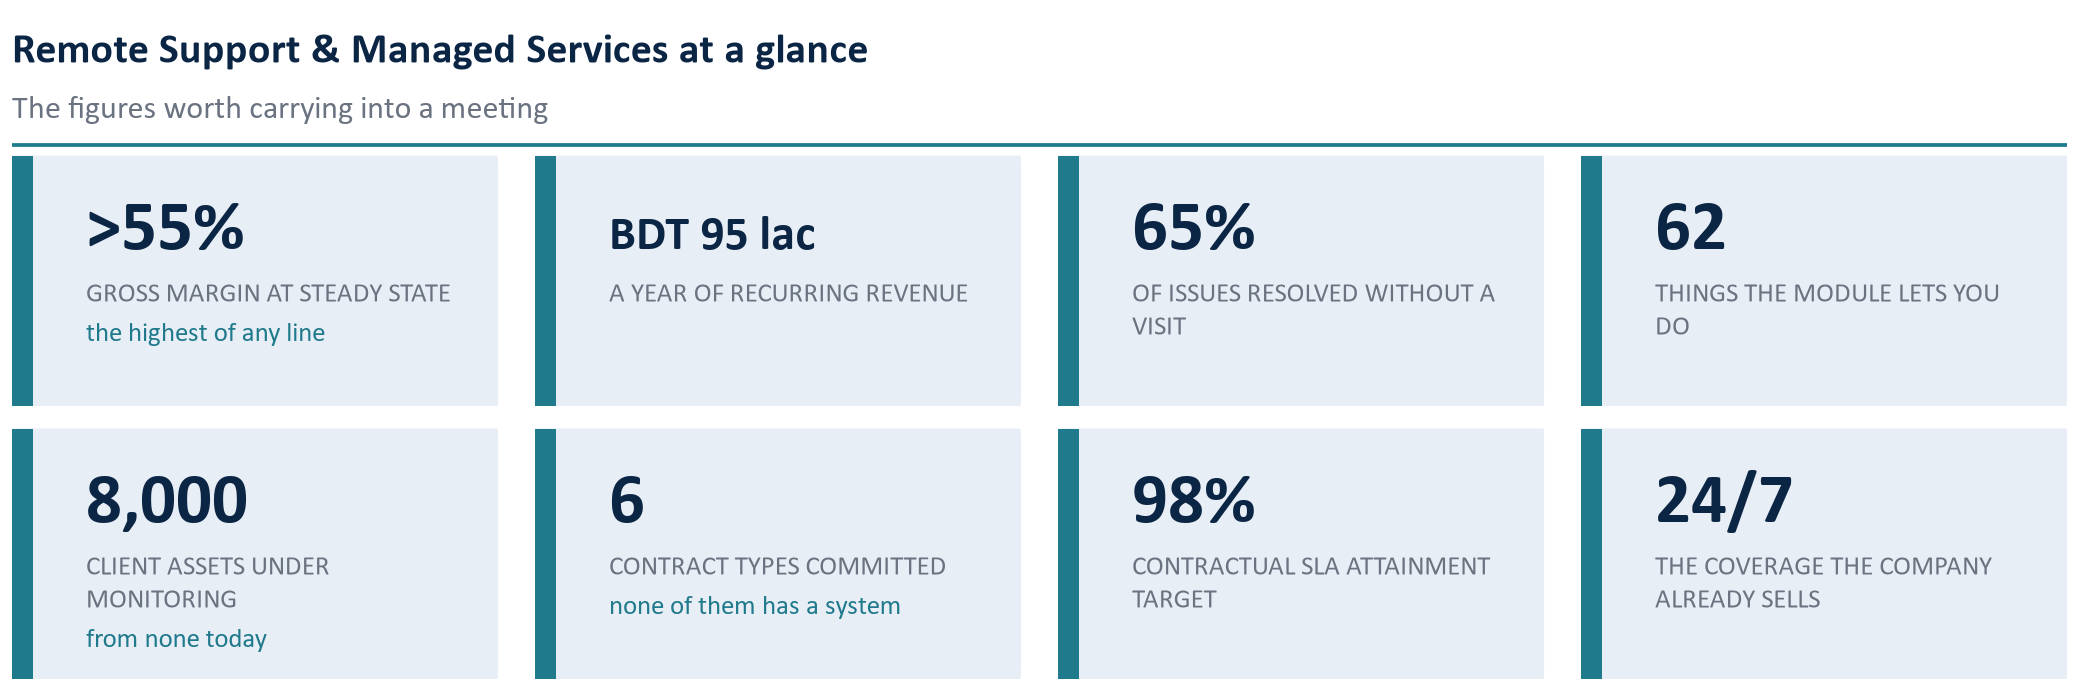 Remote Support & Managed Services at a glance
The figures worth carrying into a meeting
>55%
GROSS MARGIN AT STEADY STATE
the highest of any line
BDT 95 lac
A YEAR OF RECURRING REVENUE
65%
OF ISSUES RESOLVED WITHOUT A
VISIT
62
THINGS THE MODULE LETS YOU
DO
8,000
CLIENT ASSETS UNDER
MONITORING
from none today
6
CONTRACT TYPES COMMITTED
none of them has a system
98%
CONTRACTUAL SLA ATTAINMENT
TARGET
24/7
THE COVERAGE THE COMPANY
ALREADY SELLS